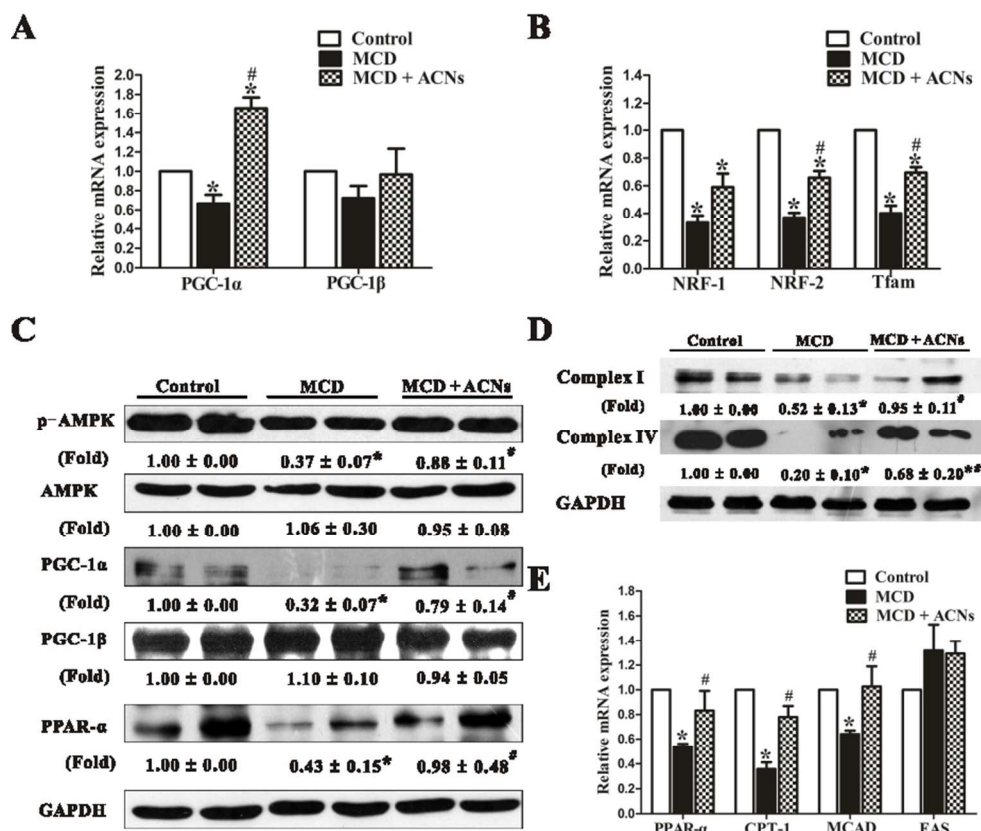 A
Control
MCD
MCD + ACNs
Relative mRNA expression
2.0
1.8
1.6
1.4
1.2
1.0
0.8
0.6
0.4
0.2
0.0
*
#
*
PGC-1α PGC-1β
B
Control
MCD
MCD + ACNs
Relative mRNA expression
1.4
1.2
1.0
0.8
0.6
0.4
0.2
0.0
* *
* # *
* # *
NRF-1 NRF-2 Tfam
C
Control MCD MCD + ACNs
p-AMPK
(Fold) 1.00 ± 0.00 0.37 ± 0.07* 0.88 ± 0.11#
AMPK
(Fold) 1.00 ± 0.00 1.06 ± 0.30 0.95 ± 0.08
PGC-1α
(Fold) 1.00 ± 0.00 0.32 ± 0.07* 0.79 ± 0.14#
PGC-1β
(Fold) 1.00 ± 0.00 1.10 ± 0.10 0.94 ± 0.05
PPAR-α
(Fold) 1.00 ± 0.00 0.43 ± 0.15* 0.98 ± 0.48#
GAPDH
D
Control MCD MCD + ACNs
Complex I
(Fold) 1.00 ± 0.00 0.52 ± 0.13* 0.95 ± 0.11#
Complex IV
(Fold) 1.00 ± 0.00 0.20 ± 0.10* 0.68 ± 0.20*#
GAPDH
E
Control
MCD
MCD + ACNs
Relative mRNA expression
1.8
1.6
1.4
1.2
1.0
0.8
0.6
0.4
0.2
0.0
* #
* #
* #
PPAR-α CPT-1 MCAD FAS